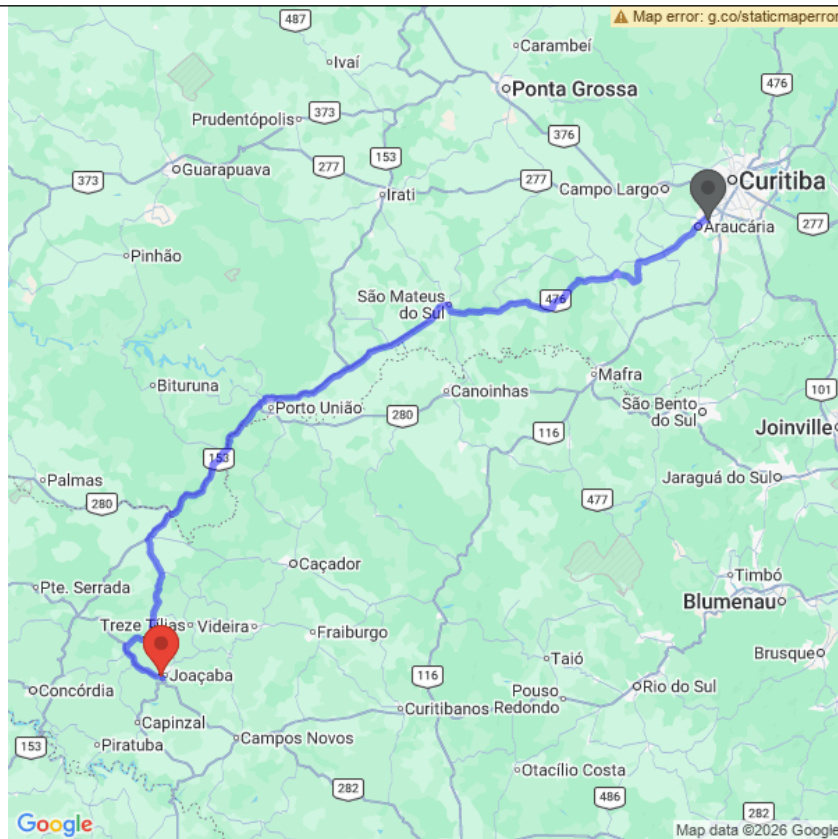 Map error: g.co/staticmaperror
487
Carambeí
Ivaí
476
Ponta Grossa
373
Prudentópolis
376
153
277
Guarapuava
373
277
Campo Largo
Curitiba
Irati
Araucária
277
Pinhão
São Mateus
do Sul
476
Bituruna
Canoinhas
Mafra
Porto União
280
101
São Bento
do Sul
116
Joinville
153
Palmas
Jaraguá do Sul
280
477
Caçador
Timbó
Pte. Serrada
Blumenau
Treze Tílias
Videira
Fraiburgo
Brusque
Taió
Joaçaba
116
Concórdia
Rio do Sul
Pouso
Redondo
Curitibanos
Capinzal
Campos Novos
153
Piratuba
Otacílio Costa
282
486
282
Google
Map data ©2026 Google